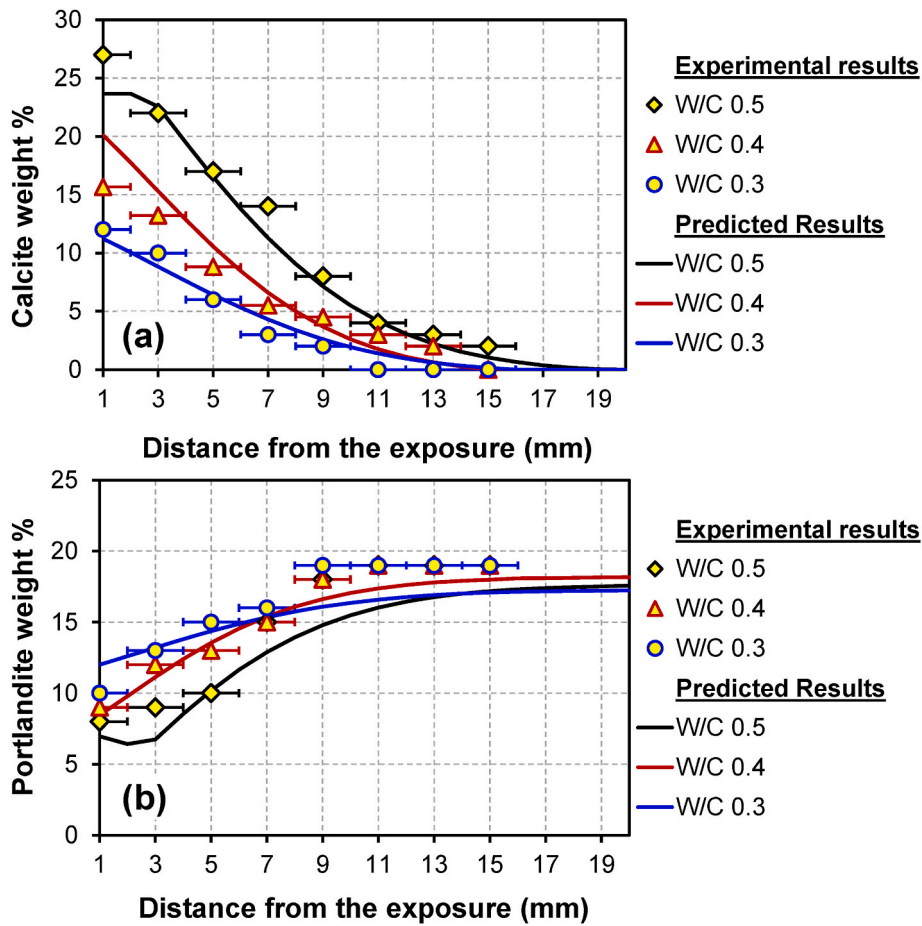 30
25
20
15
10
5
0
Calcite weight %
(a)
1 3 5 7 9 11 13 15 17 19
Distance from the exposure (mm)
Experimental results
W/C 0.5
W/C 0.4
W/C 0.3
Predicted Results
W/C 0.5
W/C 0.4
W/C 0.3
25
20
15
10
5
0
Portlandite weight %
(b)
1 3 5 7 9 11 13 15 17 19
Distance from the exposure (mm)
Experimental results
W/C 0.5
W/C 0.4
W/C 0.3
Predicted Results
W/C 0.5
W/C 0.4
W/C 0.3